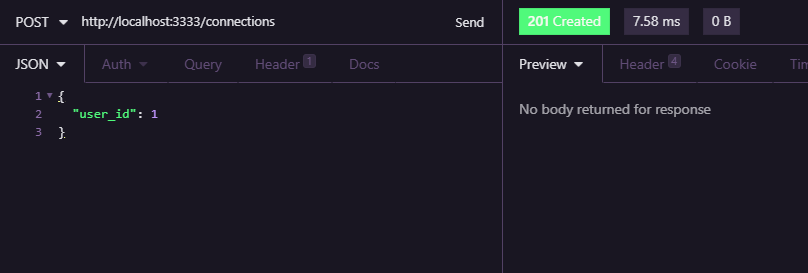 POST http://localhost:3333/connections Send
201 Created 7.58 ms 0 B
JSON Auth Query Header 1 Docs
Preview Header 4 Cookie
1 {
2 "user_id": 1
3 }
No body returned for response